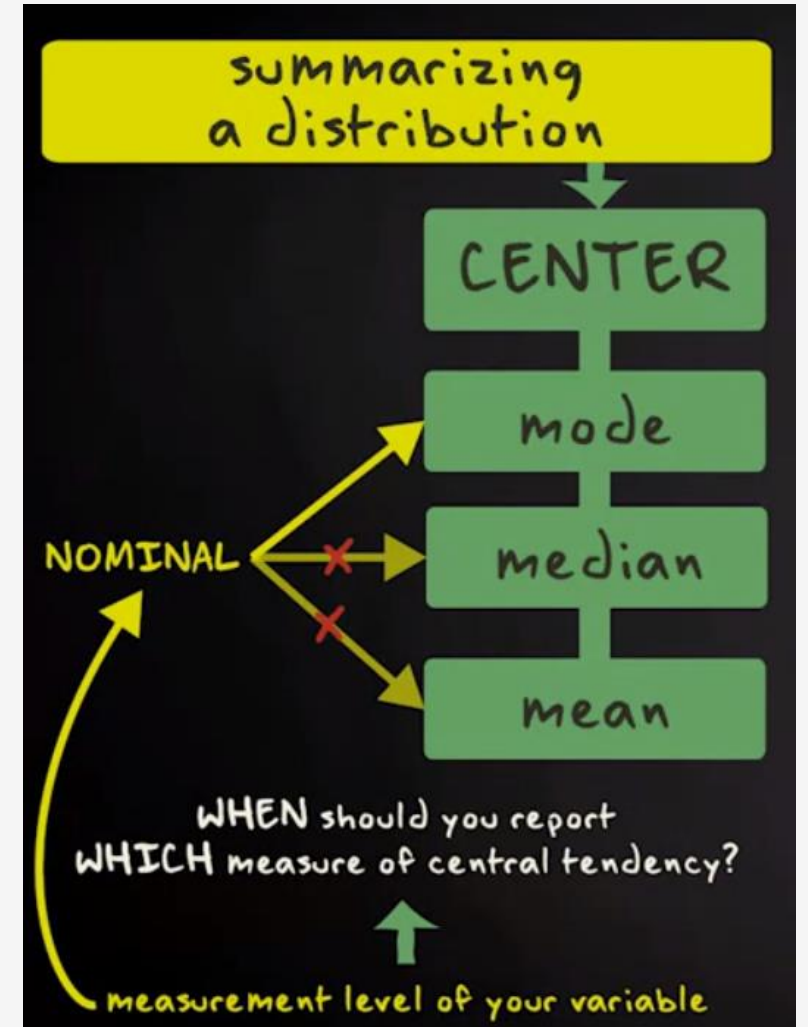 summarizing
a distribution
CENTER
mode
NOMINAL
median
mean
WHEN should you report
WHICH measure of central tendency?
measurement level of your variable